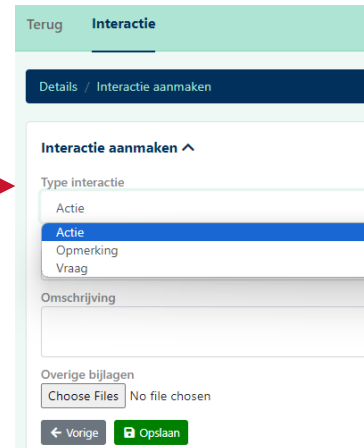 Terug Interactie
Details / Interactie aanmaken
Interactie aanmaken
Type interactie
Actie
Actie
Opmerking
Vraag
Omschrijving
Overige bijlagen
Choose Files No file chosen
← Vorige Opslaan